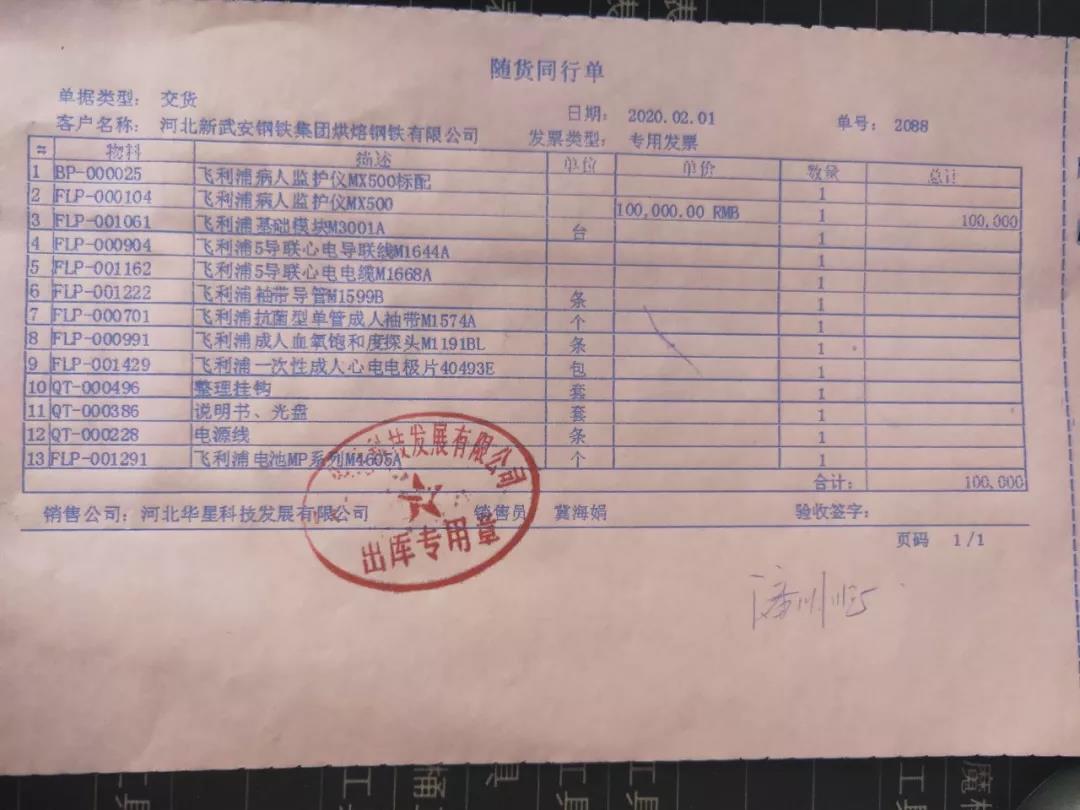 随货同行单
单据类型： 交货
日期： 2020.02.01
单号： 2088
客户名称： 河北新武安钢铁集团烘熔钢铁有限公司
发票类型： 专用发票
# 物料 描述 单位 单价 数量 总计
1 BP-000025 飞利浦病人监护仪MX500标配 1
2 FLP-000104 飞利浦病人监护仪MX500 100,000.00 RMB 1 100,000
3 FLP-001061 飞利浦基础模块M3001A 台 1
4 FLP-000904 飞利浦5导联心电导联线M1644A 1
5 FLP-001162 飞利浦5导联心电电缆M1668A 1
6 FLP-001222 飞利浦袖带导管M1599B 条 1
7 FLP-000701 飞利浦抗菌型单管成人袖带M1574A 个 1
8 FLP-000991 飞利浦成人血氧饱和度探头M1191BL 条 1
9 FLP-001429 飞利浦一次性成人心电电极片40493E 包 1
10 QT-000496 整理挂钩 套 1
11 QT-000386 说明书、光盘 套 1
12 QT-000228 电源线 条 1
13 FLP-001291 飞利浦电池MP系列M4605A 个 1
合计： 100,000
科技发展有限公司
出库专用章
销售公司：河北华星科技发展有限公司
销售员 冀海娟
验收签字：
页码 1/1
工具
工具
工具